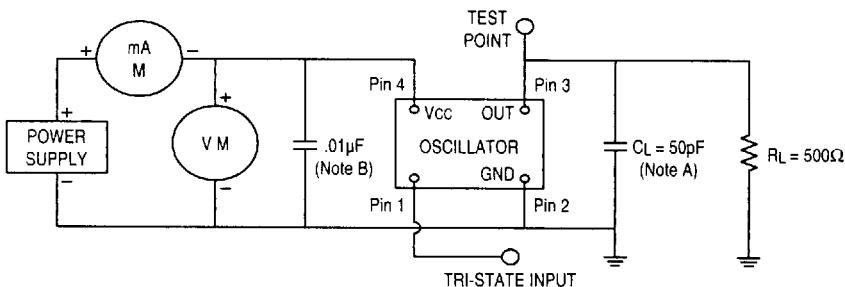 TEST
POINT
+
mA
M
−
Pin 4
Pin 3
+
POWER
SUPPLY
−
+
V M
−
.01µF
(Note B)
VCC
OUT
OSCILLATOR
GND
Pin 1
Pin 2
CL = 50pF
(Note A)
RL = 500Ω
TRI-STATE INPUT